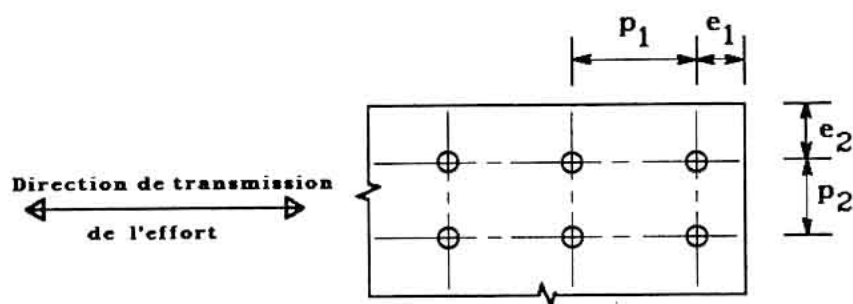 p1
e1
e2
Direction de transmission
p2
de l'effort